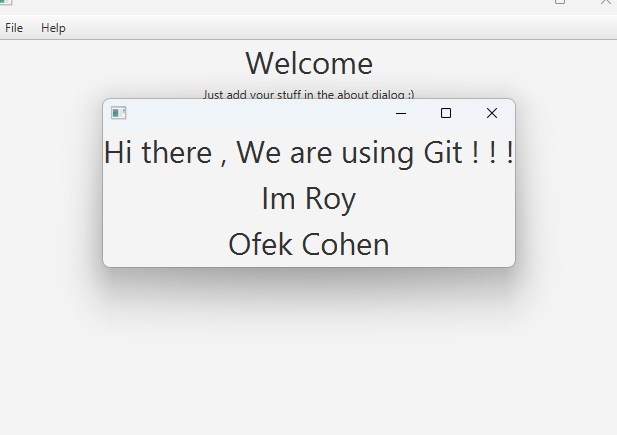 File Help
Welcome
Just add your stuff in the about dialog :)
Hi there , We are using Git ! ! !
Im Roy
Ofek Cohen